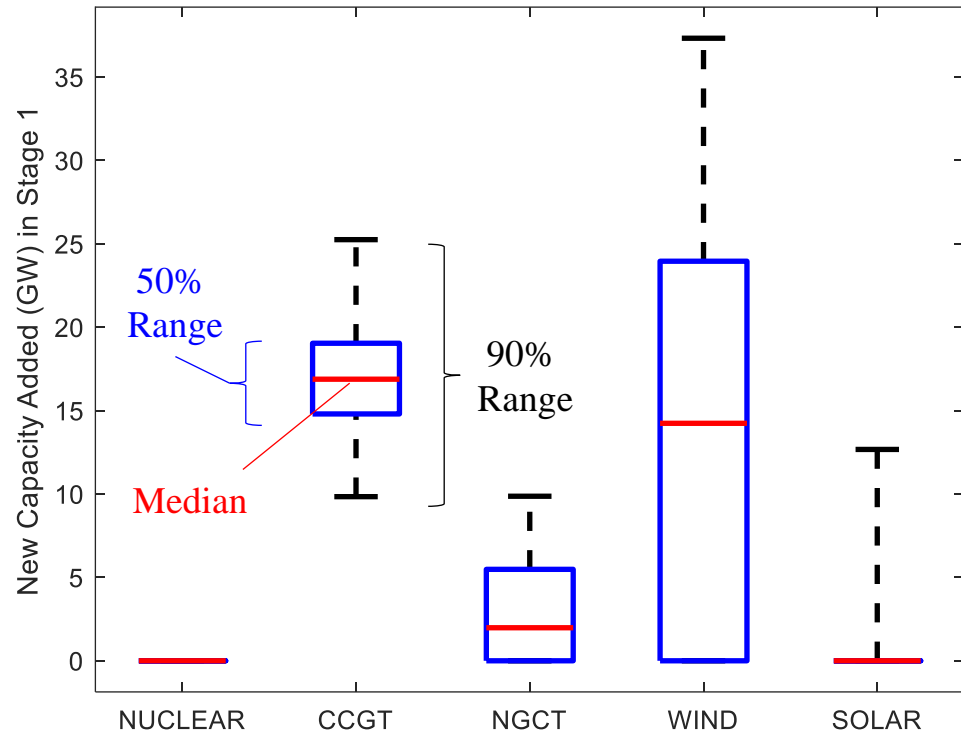 New Capacity Added (GW) in Stage 1
35
30
25
20
15
10
5
0
50%
Range
90%
Range
Median
NUCLEAR
CCGT
NGCT
WIND
SOLAR